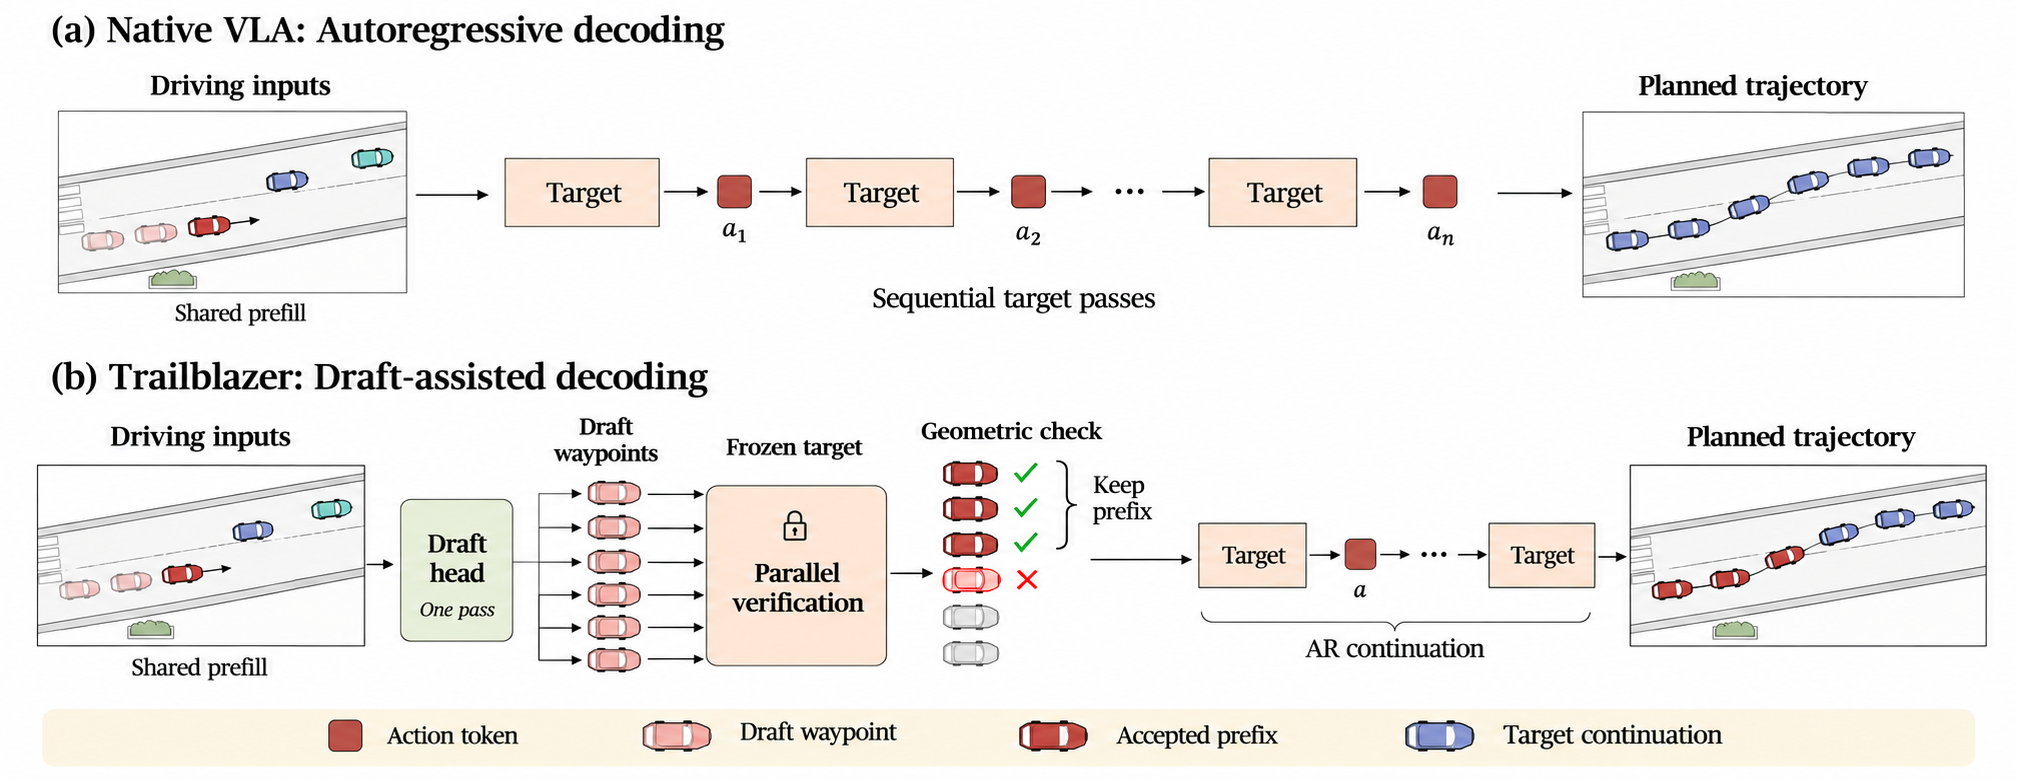 (a) Native VLA: Autoregressive decoding
Driving inputs
Planned trajectory
Target
a₁
Target
a₂
...
Target
aₙ
Shared prefill
Sequential target passes
(b) Trailblazer: Draft-assisted decoding
Driving inputs
Draft
waypoints
Frozen target
Geometric check
Planned trajectory
Draft
head
One pass
Parallel
verification
Keep
prefix
Target
a
...
Target
AR continuation
Shared prefill
Action token
Draft waypoint
Accepted prefix
Target continuation